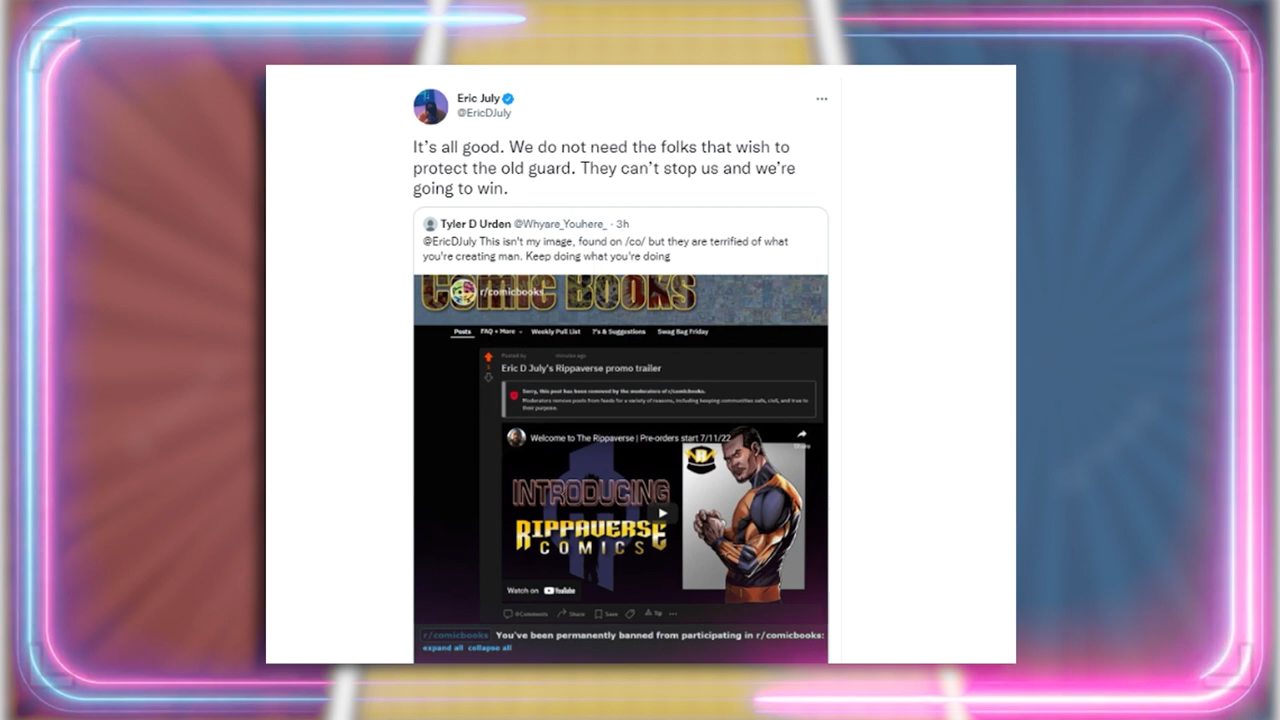 Eric July
@EricDJuly
It's all good. We do not need the folks that wish to
protect the old guard. They can't stop us and we're
going to win.
Tyler D Urden @Whyare_Youhere_ · 3h
@EricDJuly This isn't my image, found on /co/ but they are terrified of what
you're creating man. Keep doing what you're doing
Comic Books
r/comicbooks
Posts FAQ + More Weekly Pull List ?'s & Suggestions Swag Bag Friday
Posted by minutes ago
Eric D July's Rippaverse promo trailer
Sorry, this post has been removed by the moderators of r/comicbooks.
Moderators remove posts from feeds for a variety of reasons, including keeping communities safe, civil, and true to
their purpose.
Welcome to The Rippaverse | Pre-orders start 7/11/22
Share
INTRODUCING
RIPPAVERSE
COMICS
Watch on YouTube
0 Comments Share Save Tip
r/comicbooks You've been permanently banned from participating in r/comicbooks:
expand all collapse all